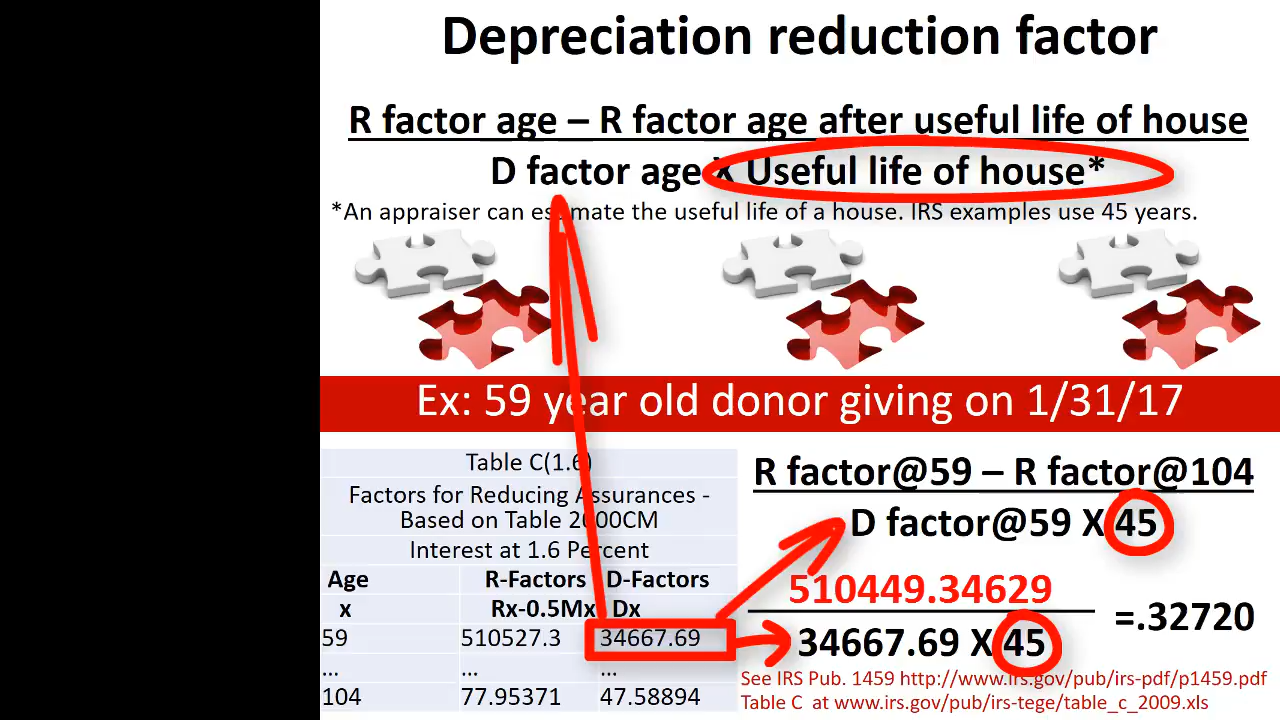 Depreciation reduction factor
R factor age – R factor age after useful life of house
D factor age X Useful life of house*
*An appraiser can estimate the useful life of a house. IRS examples use 45 years.
Ex: 59 year old donor giving on 1/31/17
Table C(1.6)
Factors for Reducing Assurances -
Based on Table 2000CM
Interest at 1.6 Percent
Age R-Factors D-Factors
x Rx-0.5Mx Dx
59 510527.3 34667.69
... ... ...
104 77.95371 47.58894
R factor@59 – R factor@104
D factor@59 X 45
510449.34629
34667.69 X 45
=.32720
See IRS Pub. 1459 http://www.irs.gov/pub/irs-pdf/p1459.pdf
Table C at www.irs.gov/pub/irs-tege/table_c_2009.xls